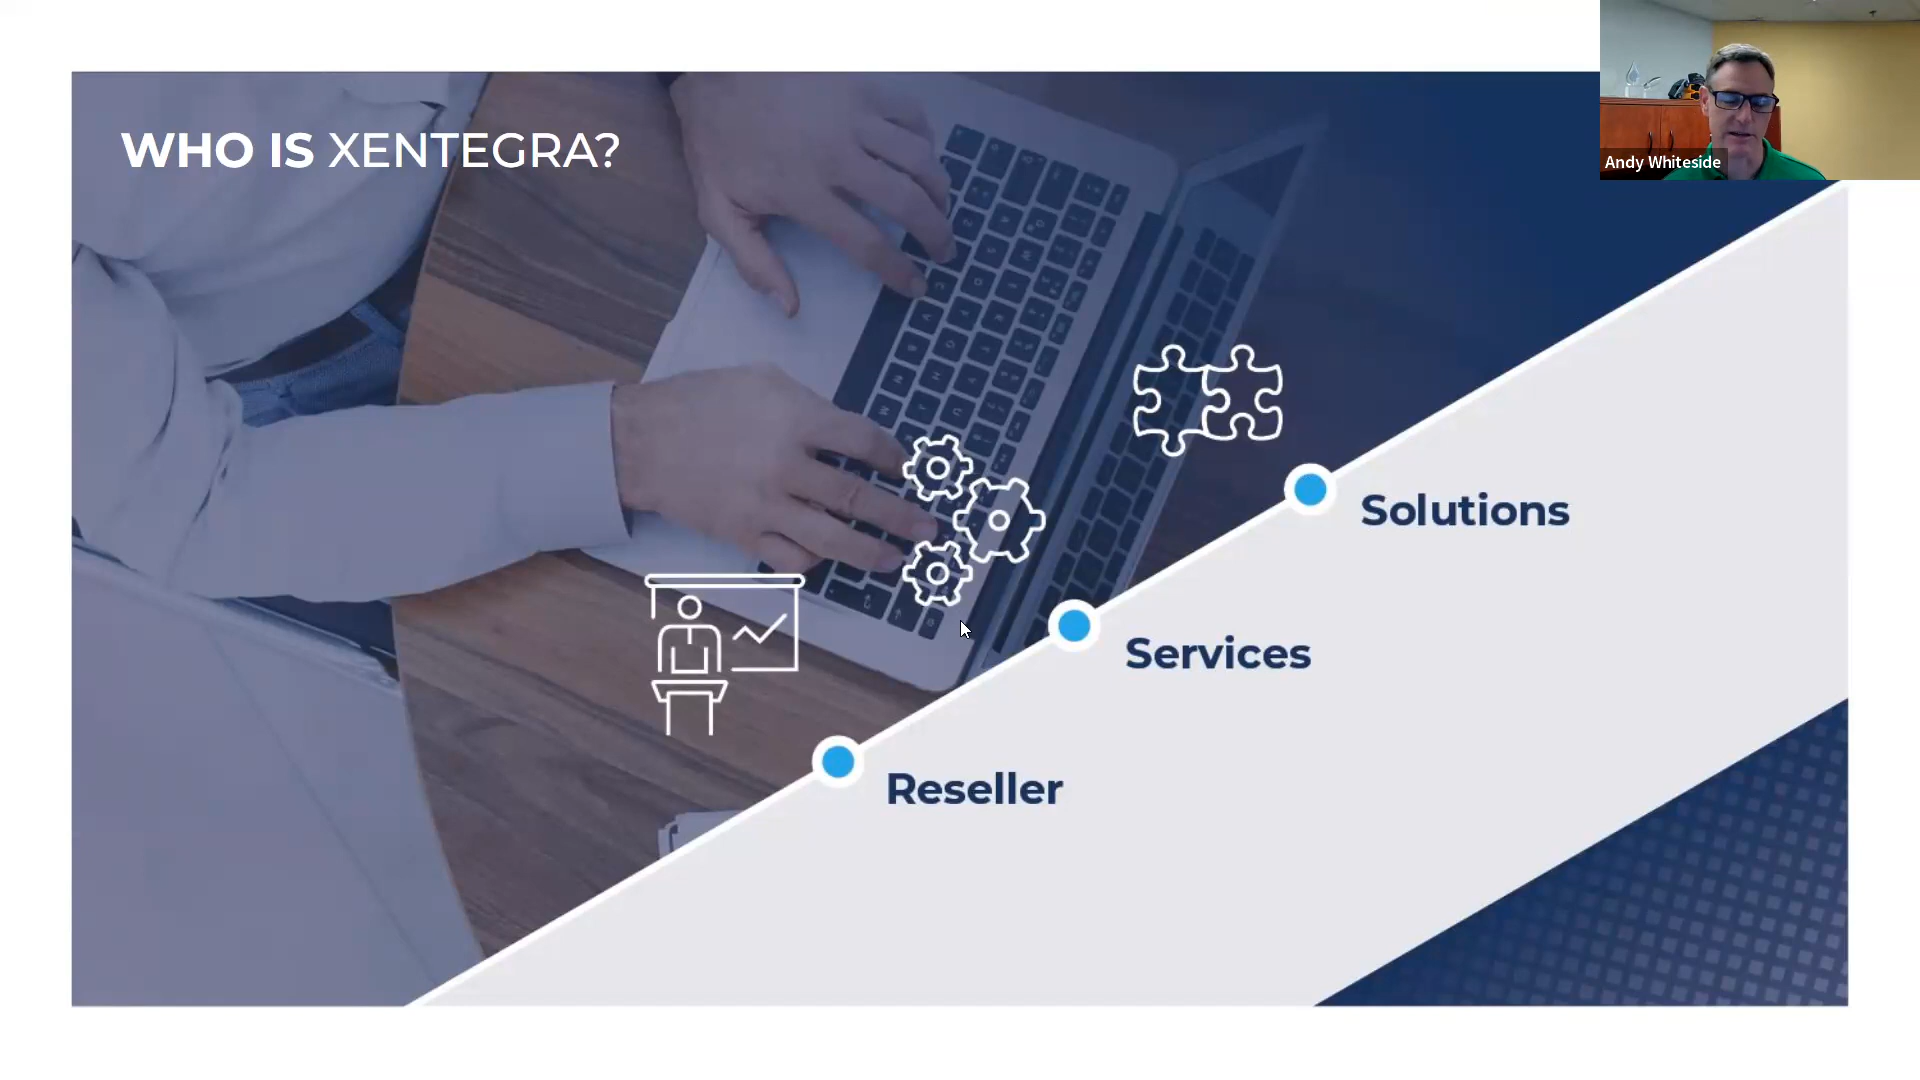 WHO IS XENTEGRA?
Andy Whiteside
Solutions
Services
Reseller